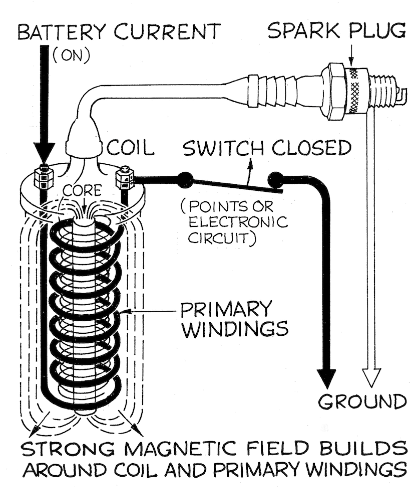 BATTERY CURRENT
(ON)
SPARK PLUG
COIL
SWITCH CLOSED
CORE
(POINTS OR
ELECTRONIC
CIRCUIT)
PRIMARY
WINDINGS
GROUND
STRONG MAGNETIC FIELD BUILDS
AROUND COIL AND PRIMARY WINDINGS